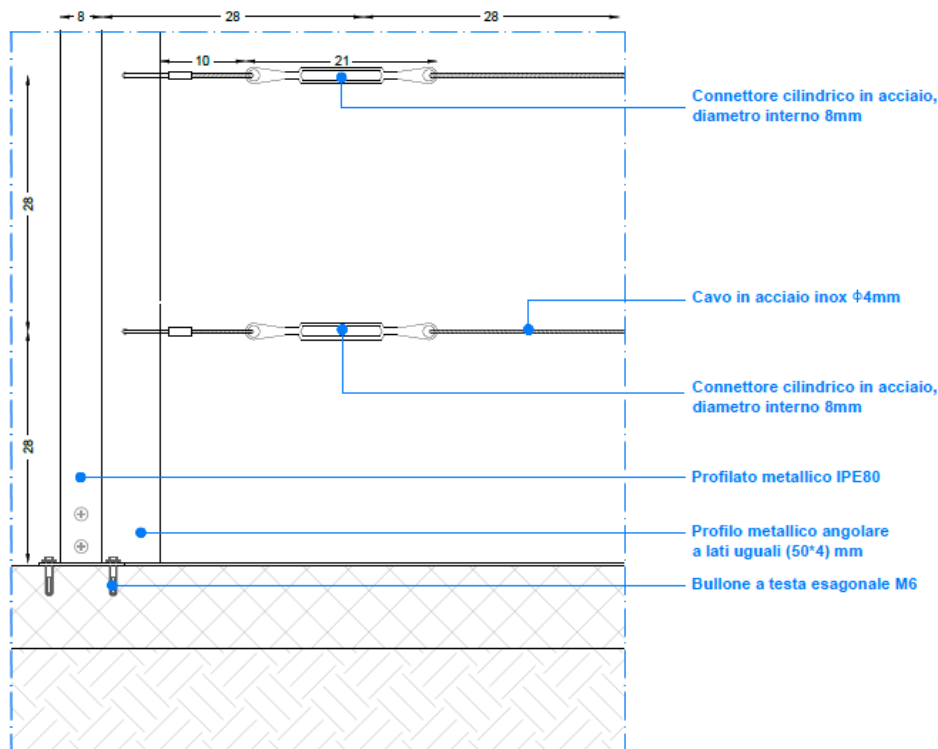 8
28
28
10
21
Connettore cilindrico in acciaio,
diametro interno 8mm
28
Cavo in acciaio inox ϕ4mm
Connettore cilindrico in acciaio,
diametro interno 8mm
28
Profilato metallico IPE80
Profilo metallico angolare
a lati uguali (50*4) mm
Bullone a testa esagonale M6